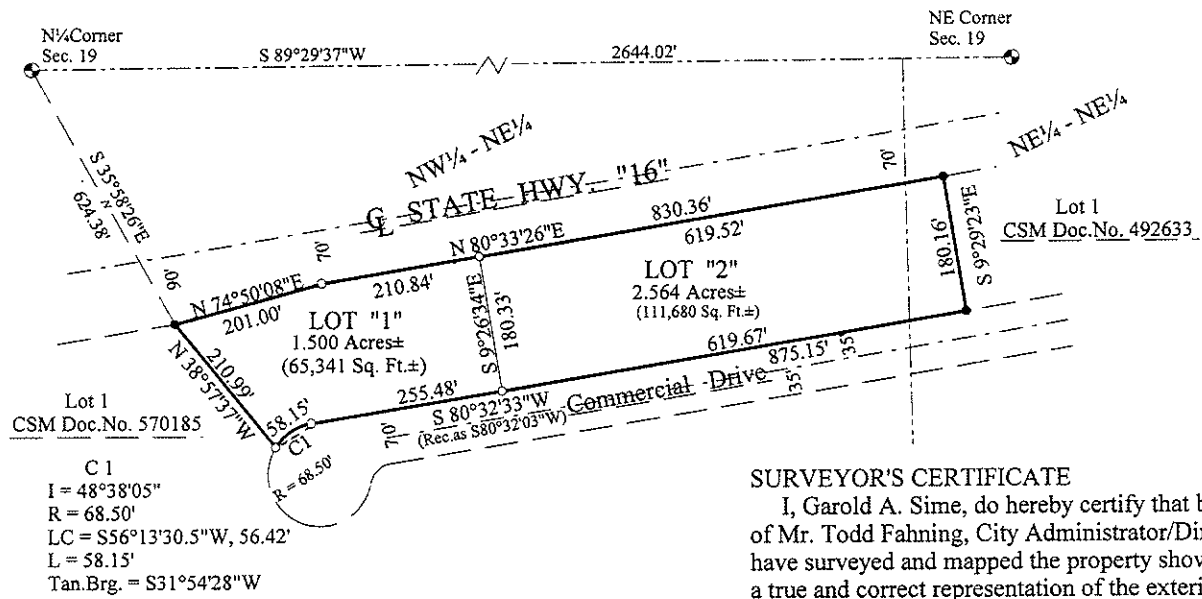 N¼Corner
Sec. 19
S 89°29'37"W
2644.02'
NE Corner
Sec. 19
S 35°58'26"E
624.38'
NW¼ - NE¼
NE¼ - NE¼
70'
CL STATE HWY. "16"
830.36'
N 80°33'26"E
619.52'
70'
90'
N 74°50'08"E
201.00'
210.84'
LOT "1"
1.500 Acres±
(65,341 Sq. Ft.±)
S 9°26'34"E
180.33'
LOT "2"
2.564 Acres±
(111,680 Sq. Ft.±)
180.16'
S 9°29'23"E
Lot 1
CSM Doc.No. 492633
619.67'
875.15'
35'
35'
210.99'
N 38°57'37"W
255.48'
58.15'
C1
S 80°32'33"W
(Rec.as S80°32'03"W)
Commercial Drive
70'
R = 68.50'
Lot 1
CSM Doc.No. 570185
C 1
I = 48°38'05"
R = 68.50'
LC = S56°13'30.5"W, 56.42'
L = 58.15'
Tan.Brg. = S31°54'28"W
SURVEYOR'S CERTIFICATE
I, Garold A. Sime, do hereby certify that b
of Mr. Todd Fahning, City Administrator/Dir
have surveyed and mapped the property shov
a true and correct representation of the exteri